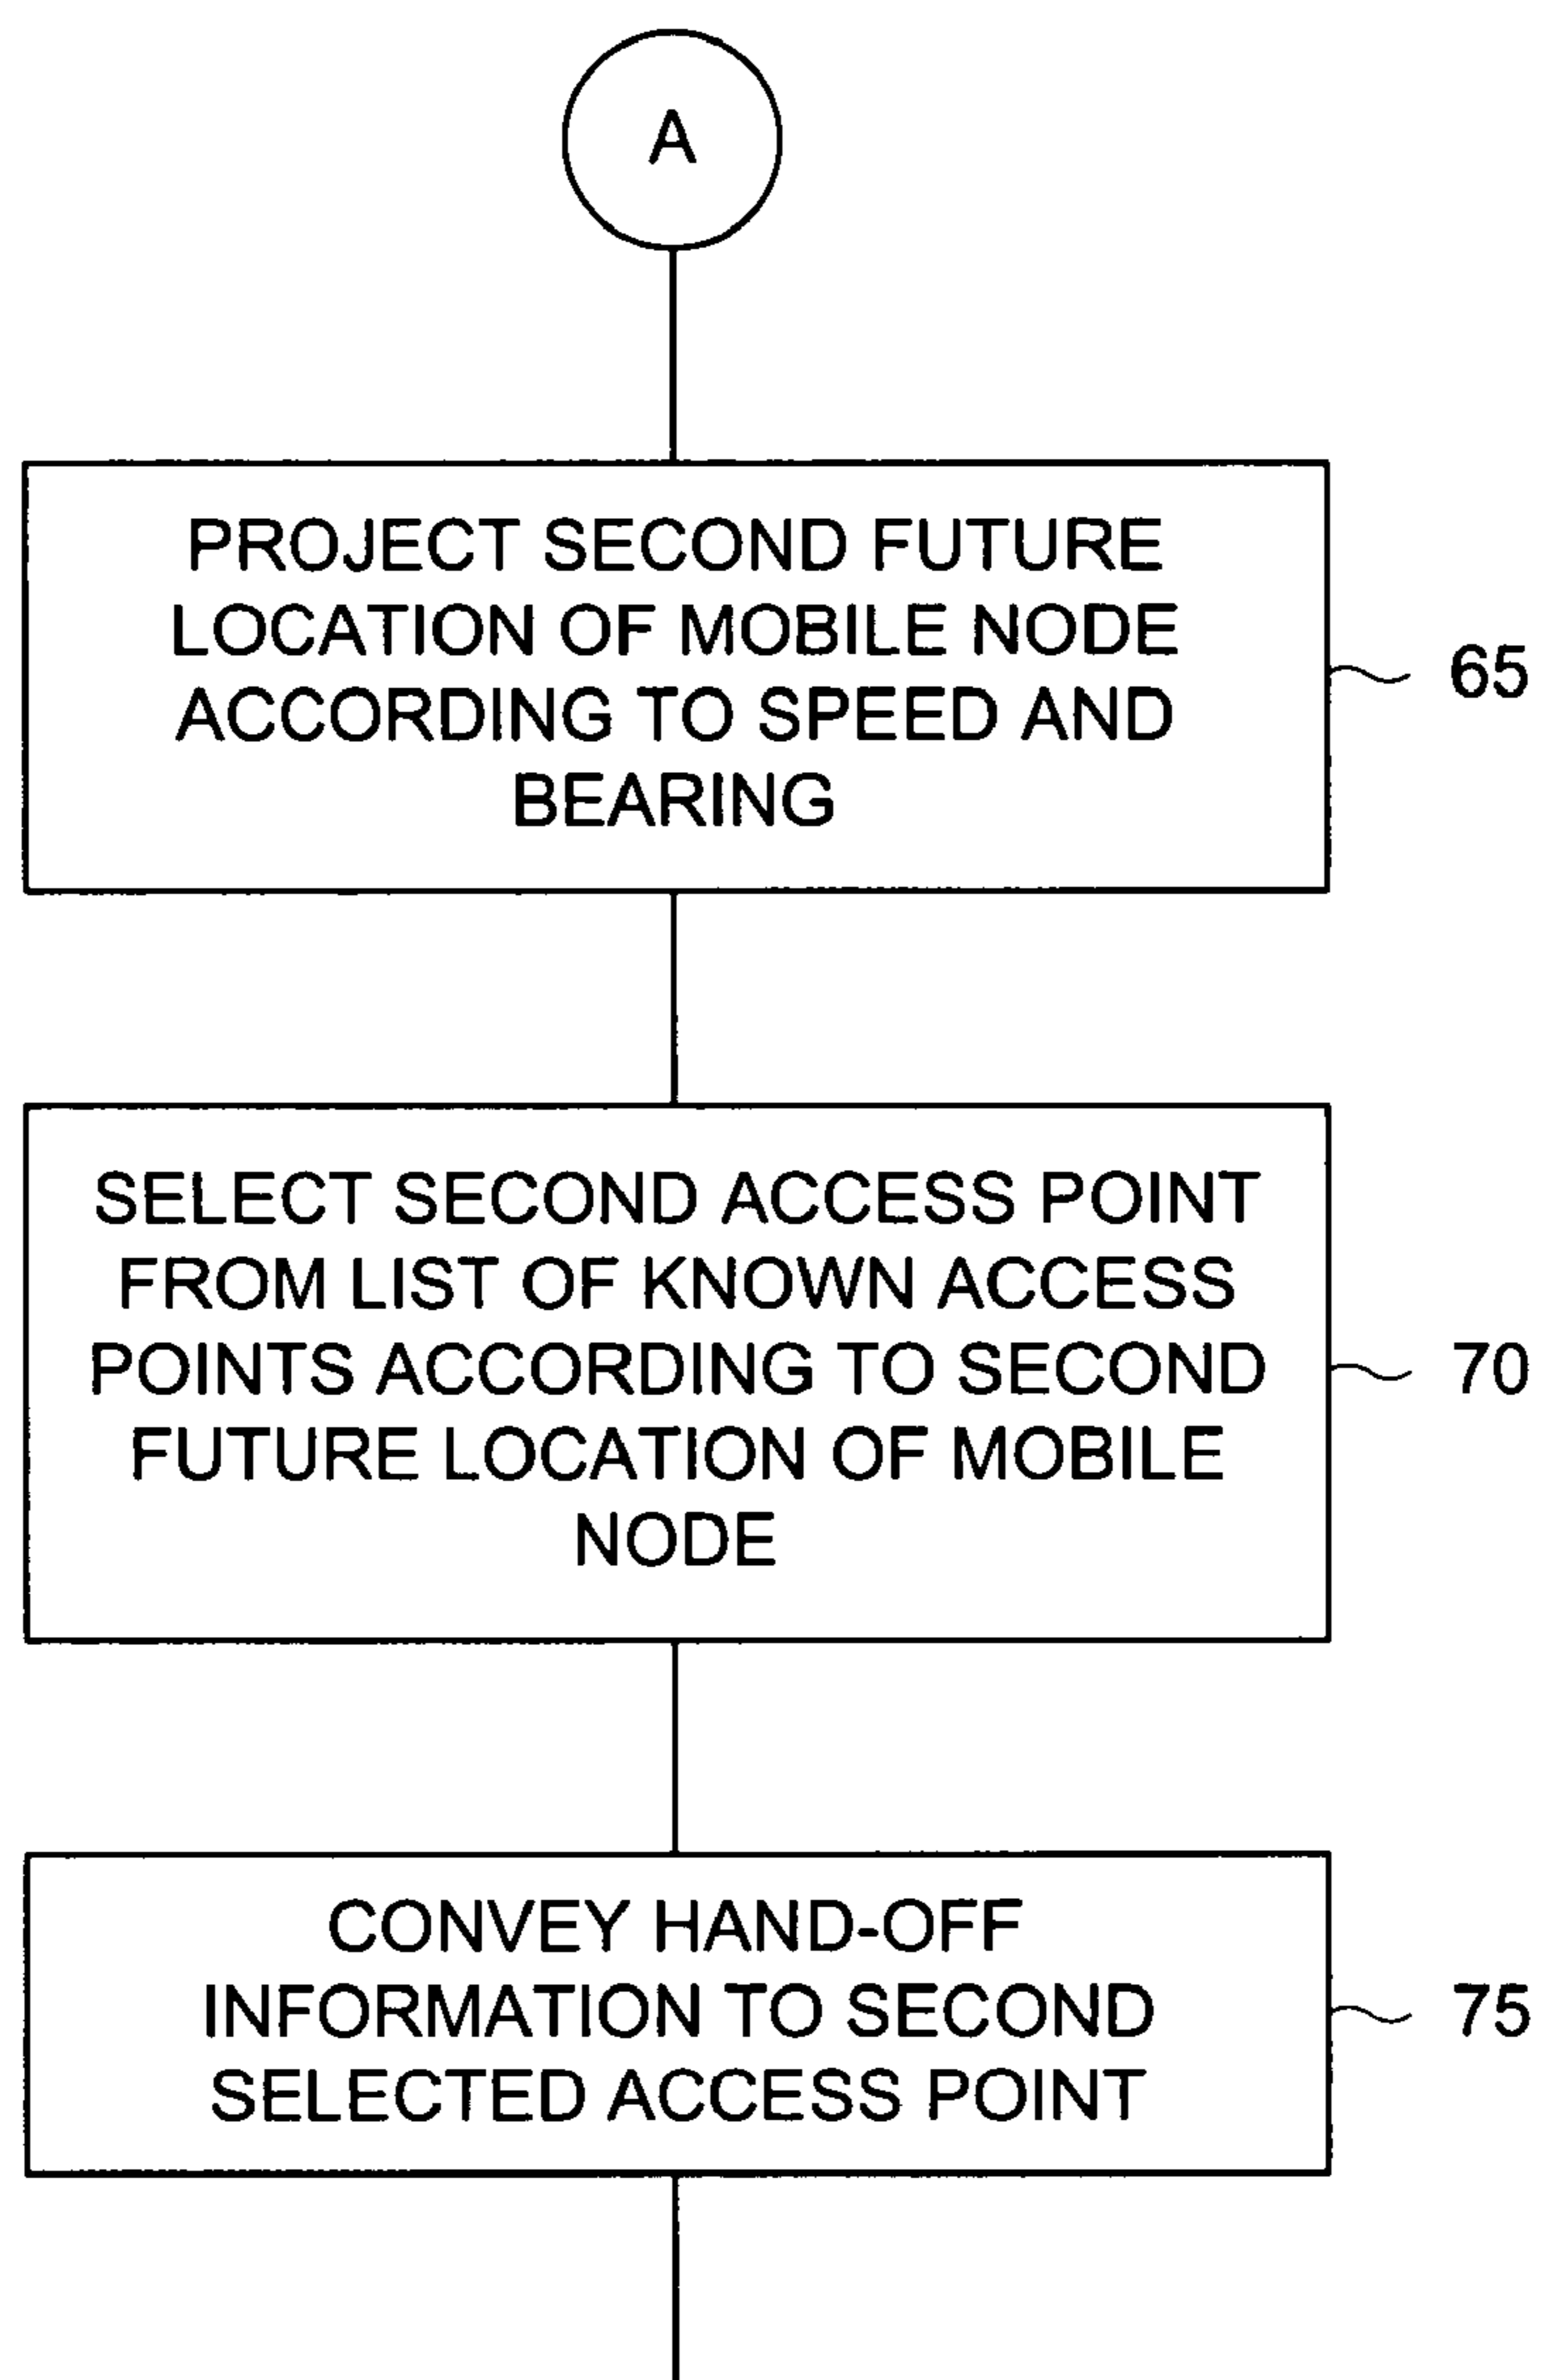 A
PROJECT SECOND FUTURE
LOCATION OF MOBILE NODE
ACCORDING TO SPEED AND
BEARING
65
SELECT SECOND ACCESS POINT
FROM LIST OF KNOWN ACCESS
POINTS ACCORDING TO SECOND
FUTURE LOCATION OF MOBILE
NODE
70
CONVEY HAND-OFF
INFORMATION TO SECOND
SELECTED ACCESS POINT
75